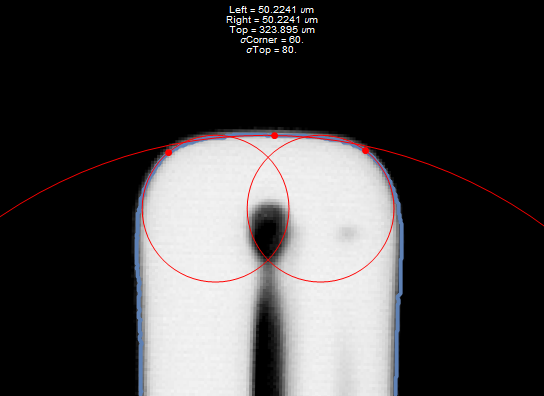 Left = 50.2241 υm
Right = 50.2241 υm
Top = 323.895 υm
σCorner = 60.
σTop = 80.